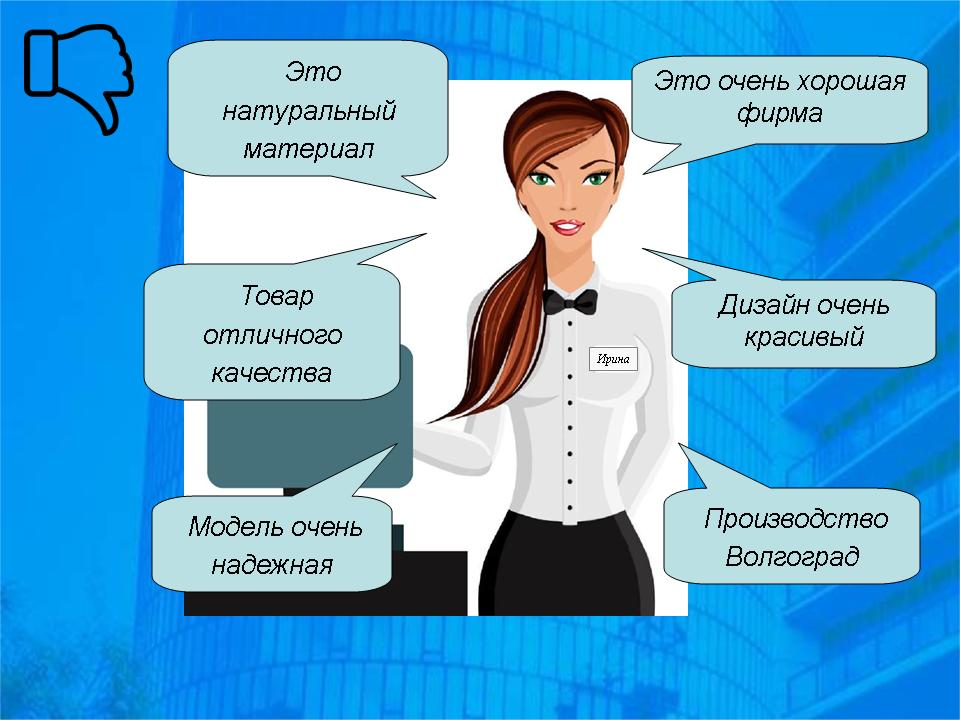 Это
натуральный
материал
Это очень хорошая
фирма
Товар
отличного
качества
Дизайн очень
красивый
Ирина
Модель очень
надежная
Производство
Волгоград